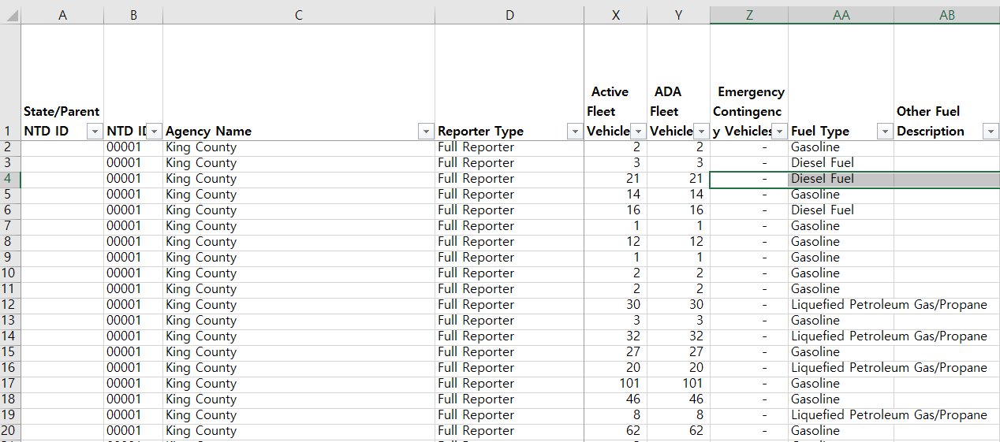 A B C D X Y Z AA AB
Active ADA Emergency
State/Parent Fleet Fleet Contingenc Other Fuel
1 NTD ID NTD ID Agency Name Reporter Type Vehicle Vehicle y Vehicles Fuel Type Description
2 00001 King County Full Reporter 2 2 - Gasoline
3 00001 King County Full Reporter 3 3 - Diesel Fuel
4 00001 King County Full Reporter 21 21 - Diesel Fuel
5 00001 King County Full Reporter 14 14 - Gasoline
6 00001 King County Full Reporter 16 16 - Diesel Fuel
7 00001 King County Full Reporter 1 1 - Gasoline
8 00001 King County Full Reporter 12 12 - Gasoline
9 00001 King County Full Reporter 1 1 - Gasoline
10 00001 King County Full Reporter 2 2 - Gasoline
11 00001 King County Full Reporter 2 2 - Gasoline
12 00001 King County Full Reporter 30 30 - Liquefied Petroleum Gas/Propane
13 00001 King County Full Reporter 3 3 - Gasoline
14 00001 King County Full Reporter 32 32 - Liquefied Petroleum Gas/Propane
15 00001 King County Full Reporter 27 27 - Gasoline
16 00001 King County Full Reporter 20 20 - Liquefied Petroleum Gas/Propane
17 00001 King County Full Reporter 101 101 - Gasoline
18 00001 King County Full Reporter 46 46 - Gasoline
19 00001 King County Full Reporter 8 8 - Liquefied Petroleum Gas/Propane
20 00001 King County Full Reporter 62 62 - Gasoline